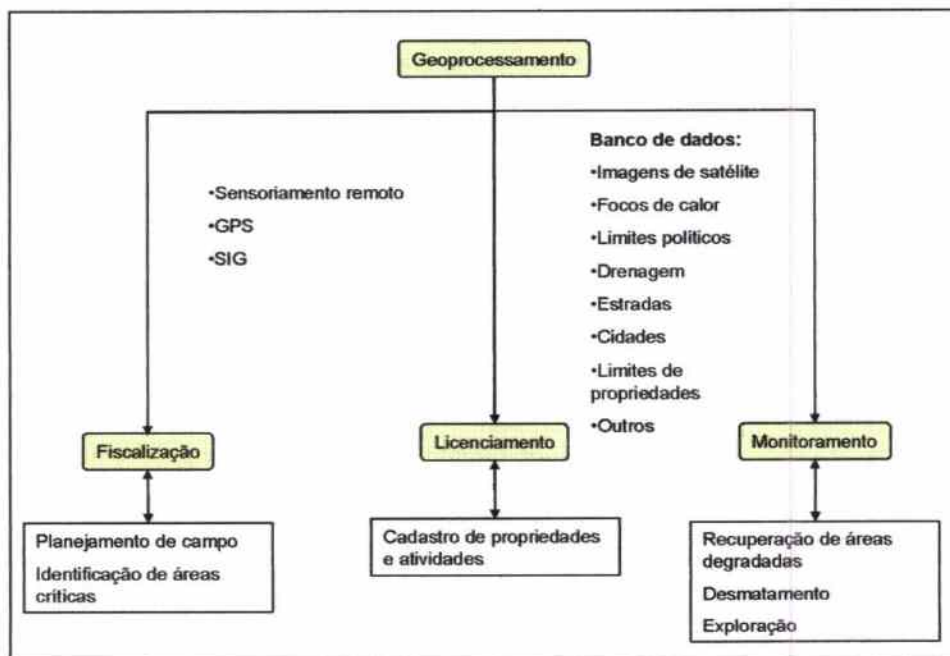 Geoprocessamento
•Sensoriamento remoto
•GPS
•SIG
Banco de dados:
•Imagens de satélite
•Focos de calor
•Limites políticos
•Drenagem
•Estradas
•Cidades
•Limites de
propriedades
•Outros
Fiscalização
Licenciamento
Monitoramento
Planejamento de campo
Identificação de áreas
críticas
Cadastro de propriedades
e atividades
Recuperação de áreas
degradadas
Desmatamento
Exploração